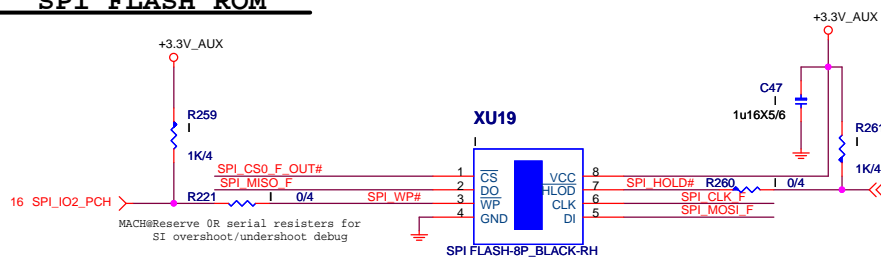 SPI FLASH ROM
+3.3V_AUX
+3.3V_AUX
C47
I
1u16X5/6
R259
I
1K/4
XU19
I
R261
I
1K/4
SPI_CS0_F_OUT# 1 CS VCC 8
SPI_MISO_F 2 DO HLOD 7 SPI_HOLD# R260 I 0/4
16 SPI_IO2_PCH R221 I 0/4 SPI_WP# 3 WP CLK 6 SPI_CLK_F
4 GND DI 5 SPI_MOSI_F
MACH@Reserve 0R serial resisters for
SI overshoot/undershoot debug
SPI FLASH-8P_BLACK-RH